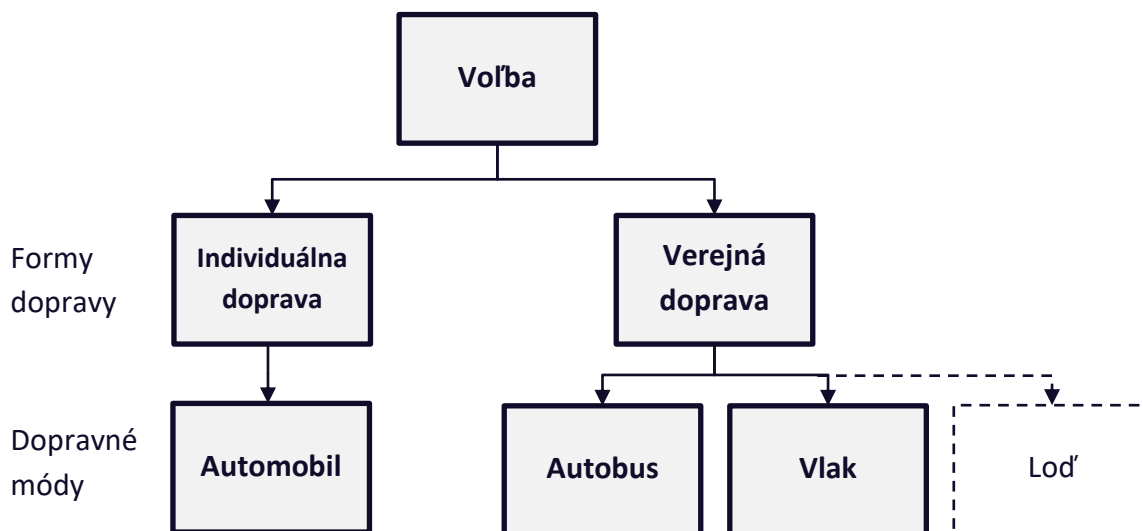 Voľba
Formy
dopravy
Individuálna
doprava
Verejná
doprava
Dopravné
módy
Automobil
Autobus
Vlak
Loď